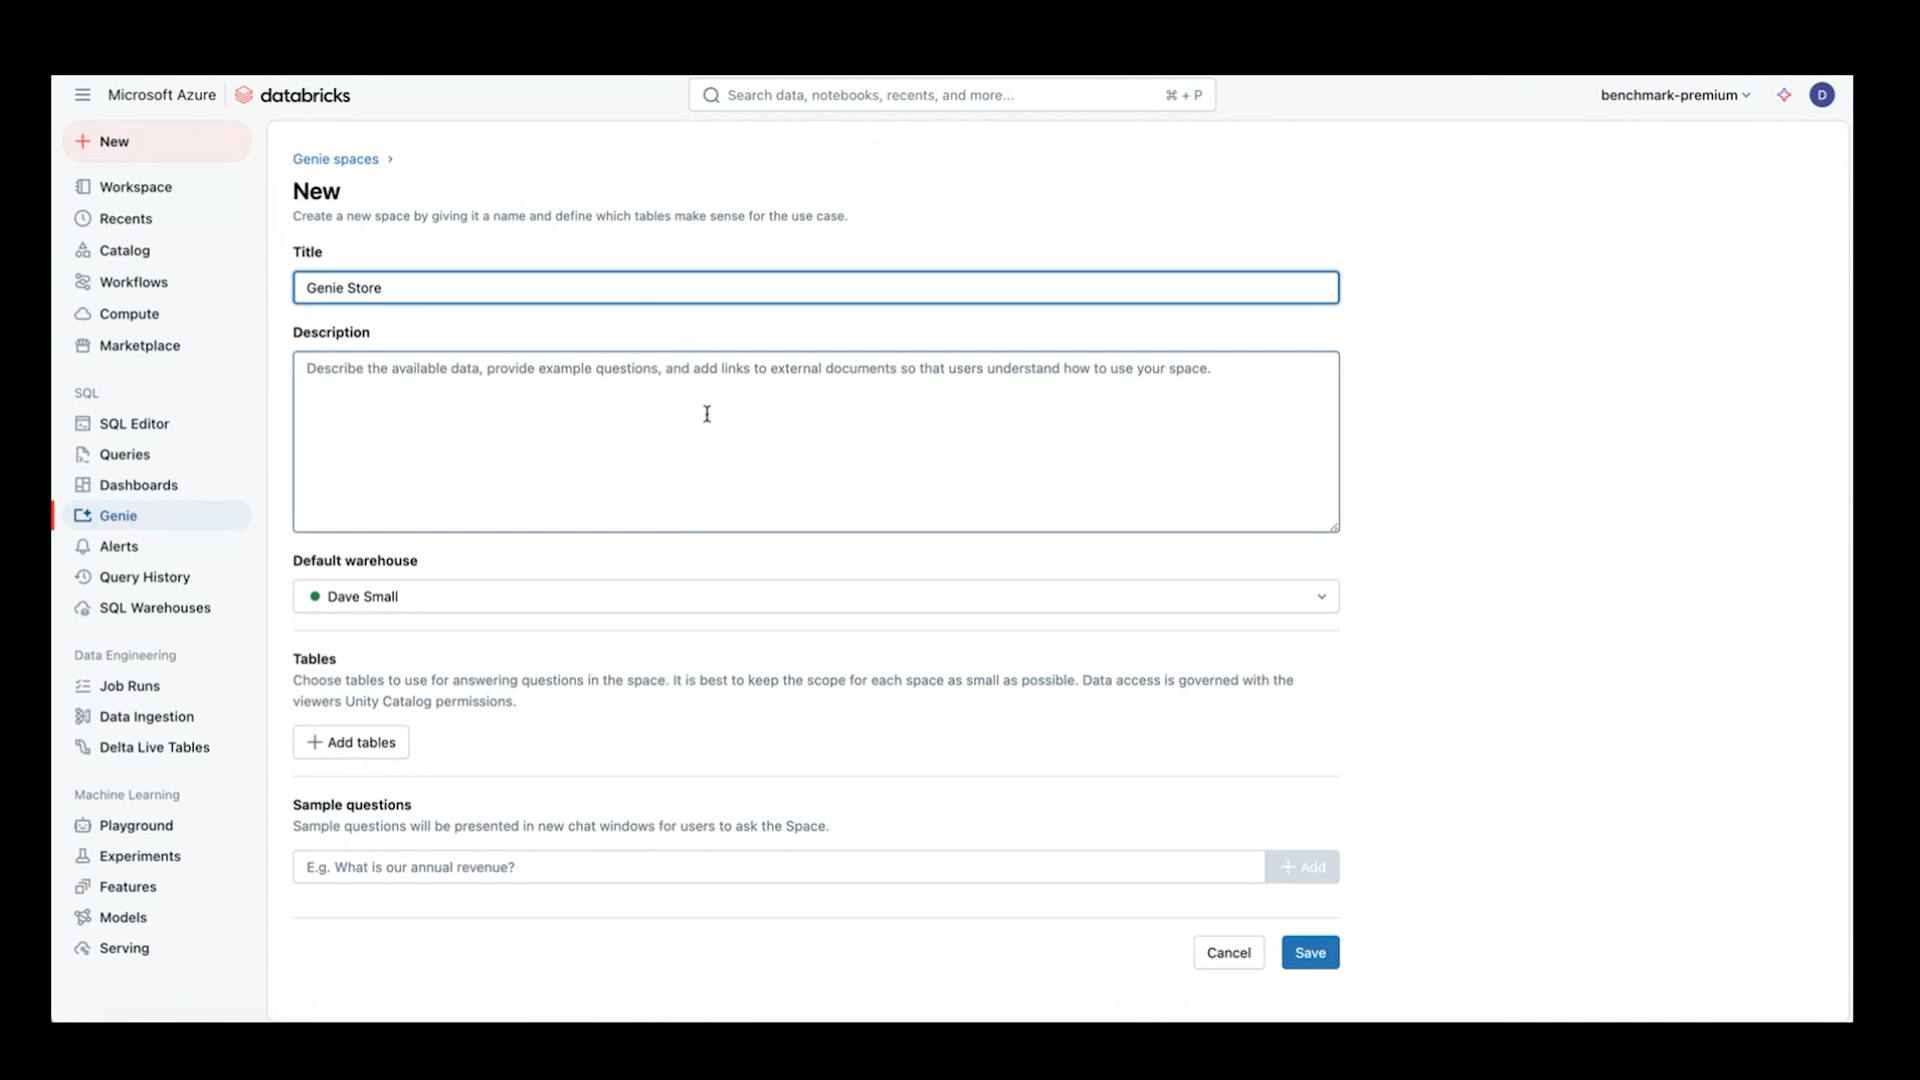 Microsoft Azure
databricks
Search data, notebooks, recents, and more...
⌘ + P
benchmark-premium
D
New
Workspace
Recents
Catalog
Workflows
Compute
Marketplace
SQL
SQL Editor
Queries
Dashboards
Genie
Alerts
Query History
SQL Warehouses
Data Engineering
Job Runs
Data Ingestion
Delta Live Tables
Machine Learning
Playground
Experiments
Features
Models
Serving
Genie spaces ›
New
Create a new space by giving it a name and define which tables make sense for the use case.
Title
Genie Store
Description
Describe the available data, provide example questions, and add links to external documents so that users understand how to use your space.
Default warehouse
Dave Small
Tables
Choose tables to use for answering questions in the space. It is best to keep the scope for each space as small as possible. Data access is governed with the
viewers Unity Catalog permissions.
+ Add tables
Sample questions
Sample questions will be presented in new chat windows for users to ask the Space.
E.g. What is our annual revenue?
+ Add
Cancel
Save